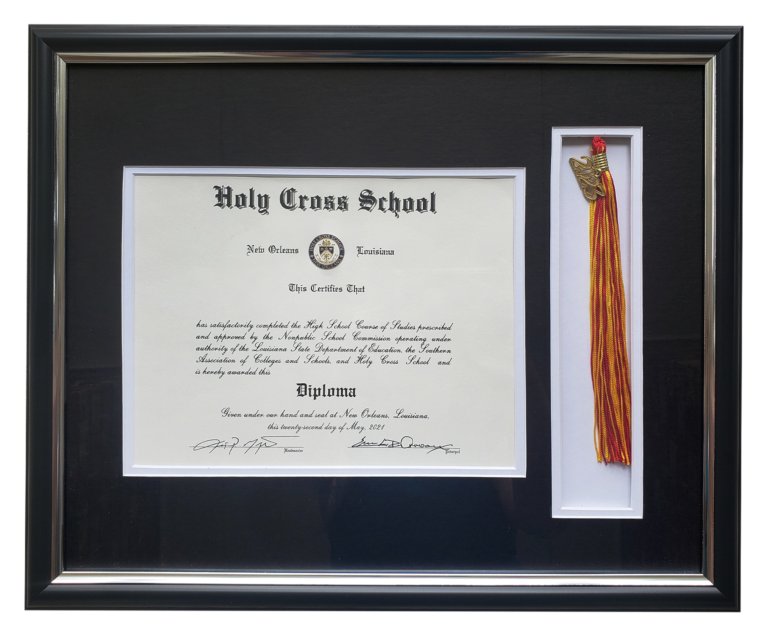 Holy Cross School
New Orleans Louisiana
This Certifies That
has satisfactorily completed the High School Course of Studies prescribed
and approved by the Nonpublic School Commission operating under
authority of the Louisiana State Department of Education, the Southern
Association of Colleges and Schools, and Holy Cross School and
is hereby awarded this
Diploma
Given under our hand and seal at New Orleans, Louisiana,
this twenty-second day of May, 2021
Headmaster Principal